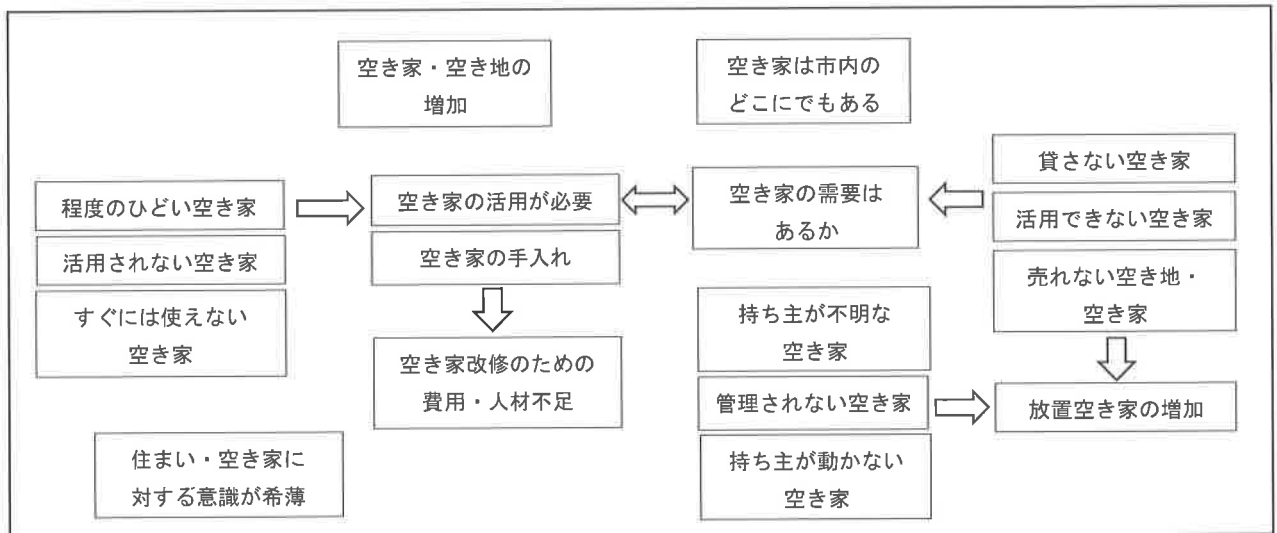 空き家・空き地の
増加
空き家は市内の
どこにでもある
程度のひどい空き家
活用されない空き家
すぐには使えない
空き家
空き家の活用が必要
空き家の手入れ
空き家改修のための
費用・人材不足
空き家の需要は
あるか
貸さない空き家
活用できない空き家
売れない空き地・
空き家
持ち主が不明な
空き家
管理されない空き家
持ち主が動かない
空き家
放置空き家の増加
住まい・空き家に
対する意識が希薄